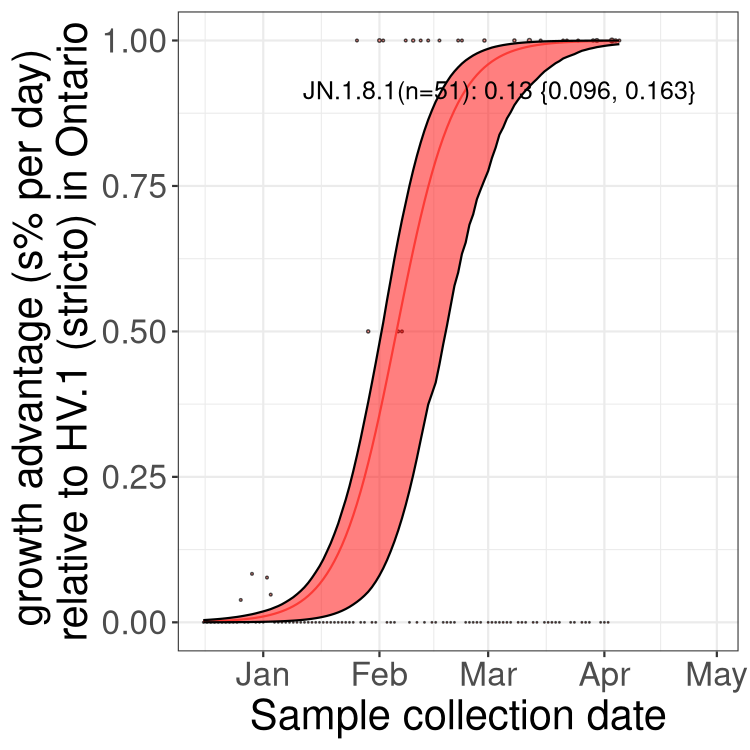 growth advantage (s% per day)
relative to HV.1 (stricto) in Ontario
1.00
0.75
0.50
0.25
0.00
JN.1.8.1(n=51): 0.13 {0.096, 0.163}
Jan Feb Mar Apr May
Sample collection date